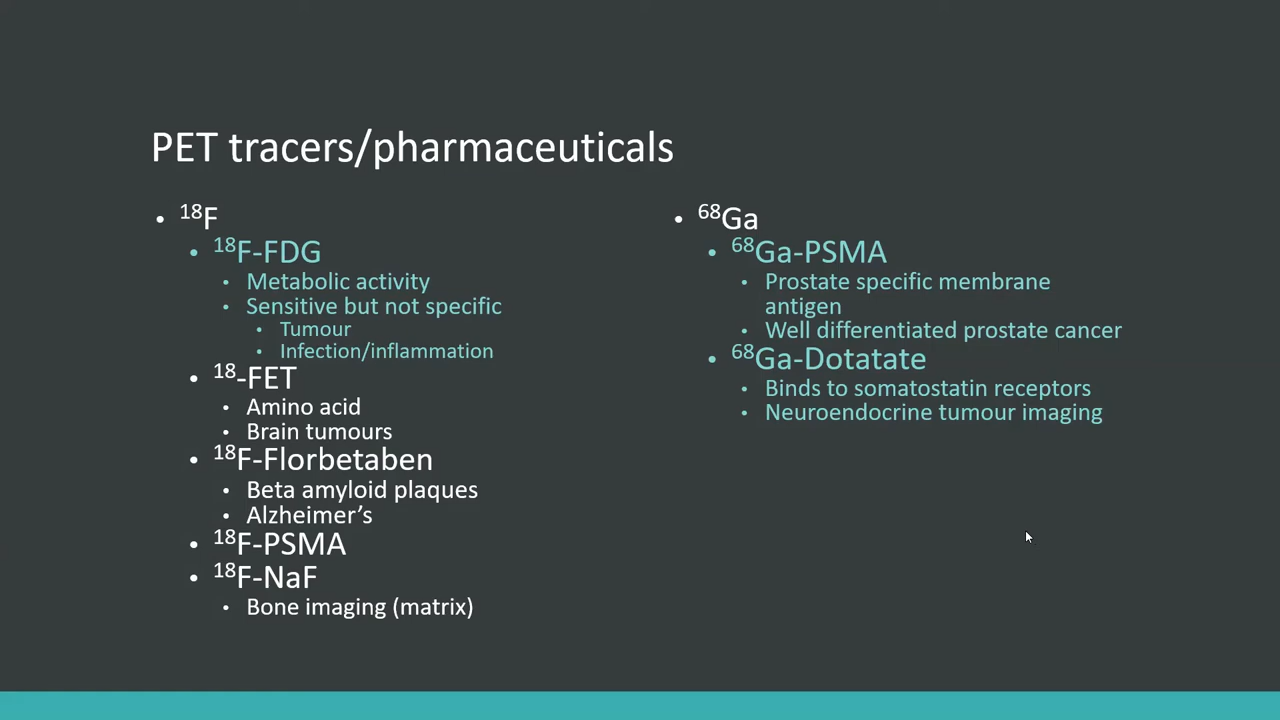 PET tracers/pharmaceuticals
• ¹⁸F
• ¹⁸F-FDG
• Metabolic activity
• Sensitive but not specific
• Tumour
• Infection/inflammation
• ¹⁸-FET
• Amino acid
• Brain tumours
• ¹⁸F-Florbetaben
• Beta amyloid plaques
• Alzheimer’s
• ¹⁸F-PSMA
• ¹⁸F-NaF
• Bone imaging (matrix)
• ⁶⁸Ga
• ⁶⁸Ga-PSMA
• Prostate specific membrane
antigen
• Well differentiated prostate cancer
• ⁶⁸Ga-Dotatate
• Binds to somatostatin receptors
• Neuroendocrine tumour imaging